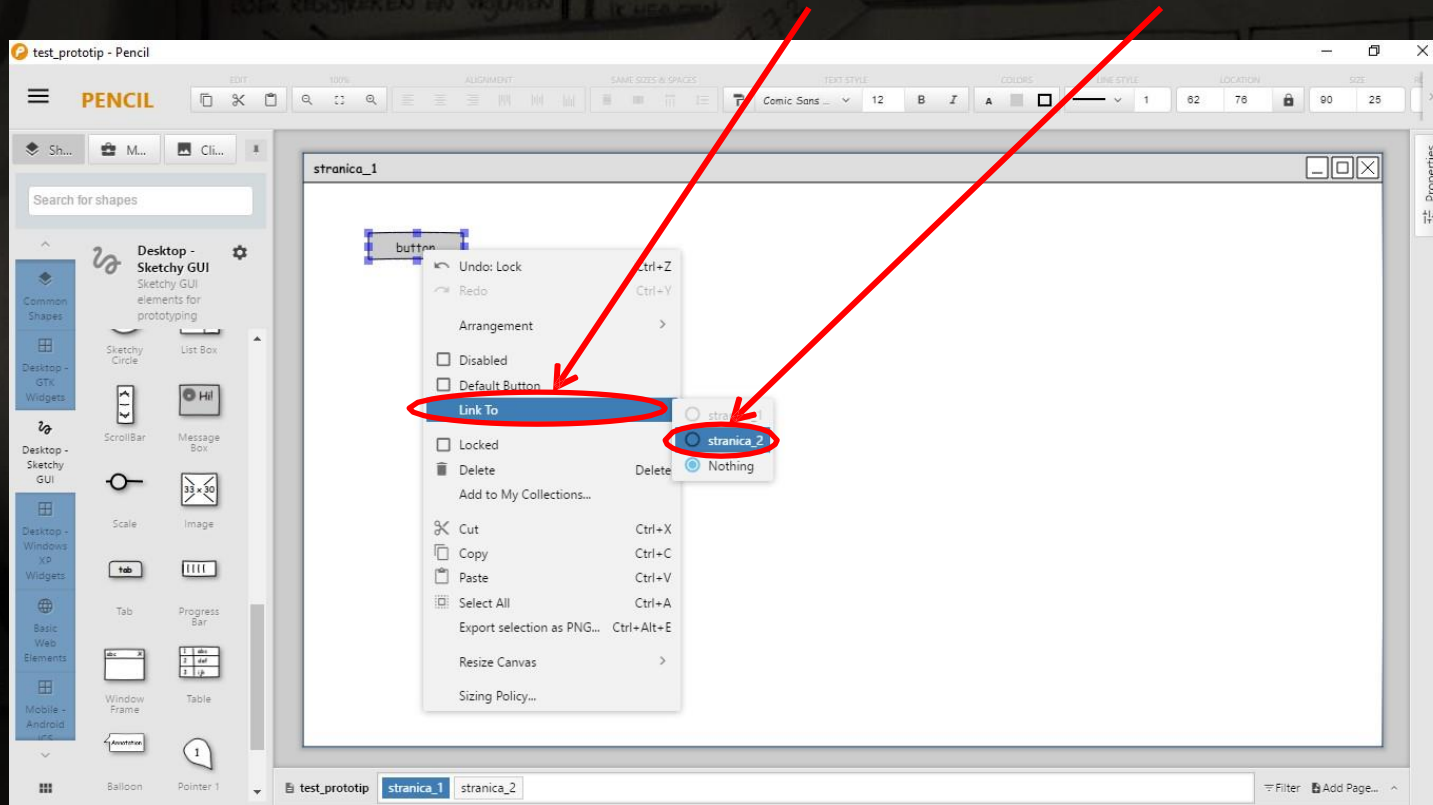 test_prototip - Pencil
PENCIL
EDIT
100%
ALIGNMENT
SAME SIZES & SPACES
TEXT STYLE
COLORS
LINE STYLE
LOCATION
SIZE
Comic Sans ...
12
B
I
A
1
62
76
90
25
Sh...
M...
Cli...
Search for shapes
Desktop -
Sketchy GUI
Sketchy GUI
elements for
prototyping
Common
Shapes
Desktop -
GTK
Widgets
Desktop -
Sketchy
GUI
Desktop -
Windows
XP
Widgets
Basic
Web
Elements
Mobile -
Android
ICS
Sketchy
Circle
List Box
Hi!
ScrollBar
Message
Box
33 x 30
Scale
Image
tab
Tab
Progress
Bar
Window
Frame
Table
Annotation
1
Balloon
Pointer 1
stranica_1
button
Undo: Lock Ctrl+Z
Redo Ctrl+Y
Arrangement
Disabled
Default Button
Link To
Locked
Delete Delete
Add to My Collections...
Cut Ctrl+X
Copy Ctrl+C
Paste Ctrl+V
Select All Ctrl+A
Export selection as PNG... Ctrl+Alt+E
Resize Canvas
Sizing Policy...
stranica_1
stranica_2
Nothing
Properties
test_prototip
stranica_1
stranica_2
Filter
Add Page...